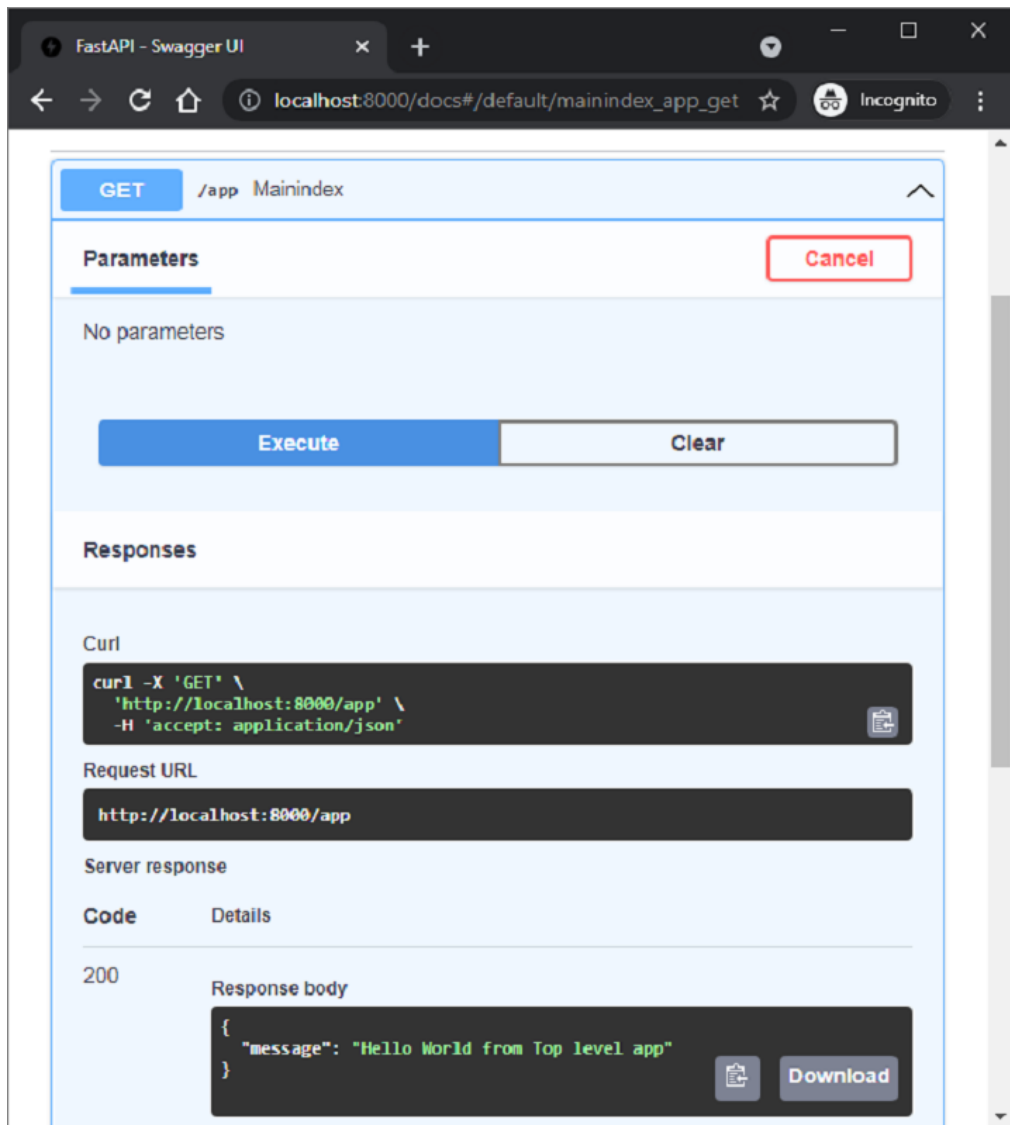 FastAPI - Swagger UI
localhost:8000/docs#/default/mainindex_app_get
Incognito
GET /app Mainindex
Parameters
Cancel
No parameters
Execute
Clear
Responses
Curl
curl -X 'GET' \
'http://localhost:8000/app' \
-H 'accept: application/json'
Request URL
http://localhost:8000/app
Server response
Code Details
200
Response body
{
"message": "Hello World from Top level app"
}
Download